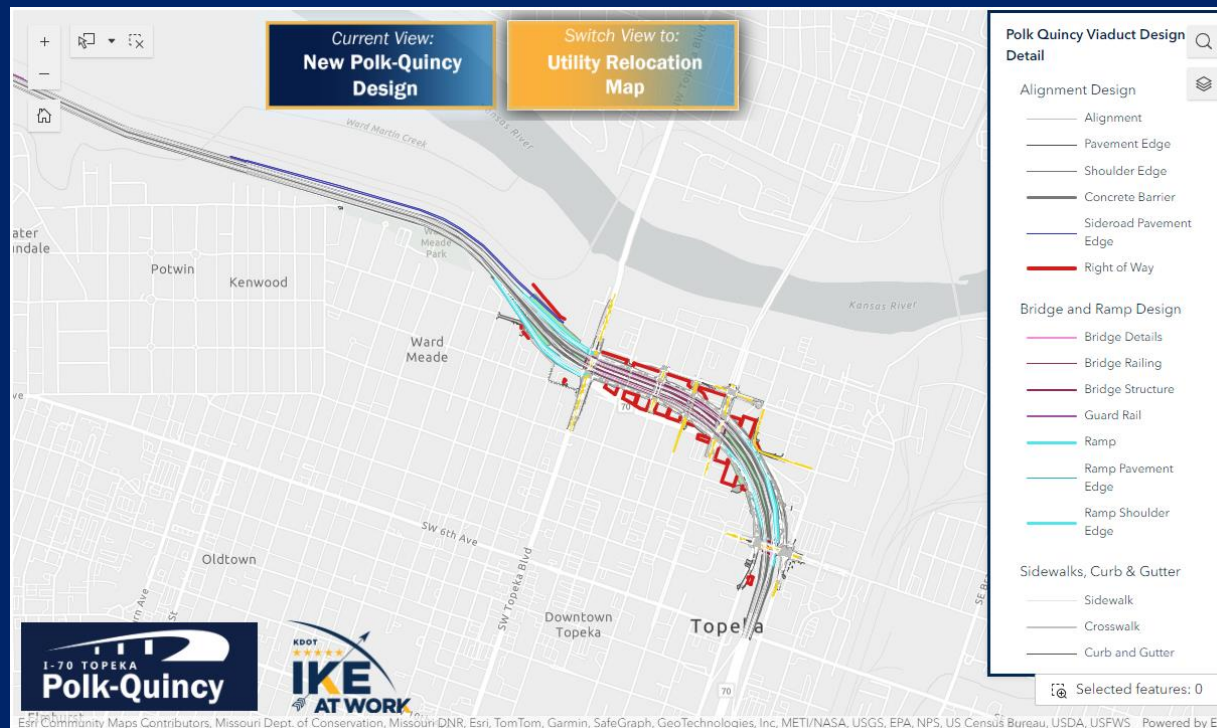 Current View:
New Polk-Quincy
Design
Switch View to:
Utility Relocation
Map
Polk Quincy Viaduct Design
Detail
Alignment Design
Alignment
Pavement Edge
Shoulder Edge
Concrete Barrier
Sideroad Pavement
Edge
Right of Way
Bridge and Ramp Design
Bridge Details
Bridge Railing
Bridge Structure
Guard Rail
Ramp
Ramp Pavement
Edge
Ramp Shoulder
Edge
Sidewalks, Curb & Gutter
Sidewalk
Crosswalk
Curb and Gutter
Selected features: 0
Ward Martin Creek
Kansas River
SW Topeka Blvd
Ward
Meade
Park
Potwin
Kenwood
Kansas River
Ward
Meade
70
SW 6th Ave
Oldtown
SW Topeka Blvd
Downtown
Topeka
Topeka
70
I-70 TOPEKA
Polk-Quincy
KDOT
IKE
AT WORK
Esri Community Maps Contributors, Missouri Dept. of Conservation, Missouri DNR, Esri, TomTom, Garmin, SafeGraph, GeoTechnologies, Inc, METI/NASA, USGS, EPA, NPS, US Census Bureau, USDA, USFWS Powered by E